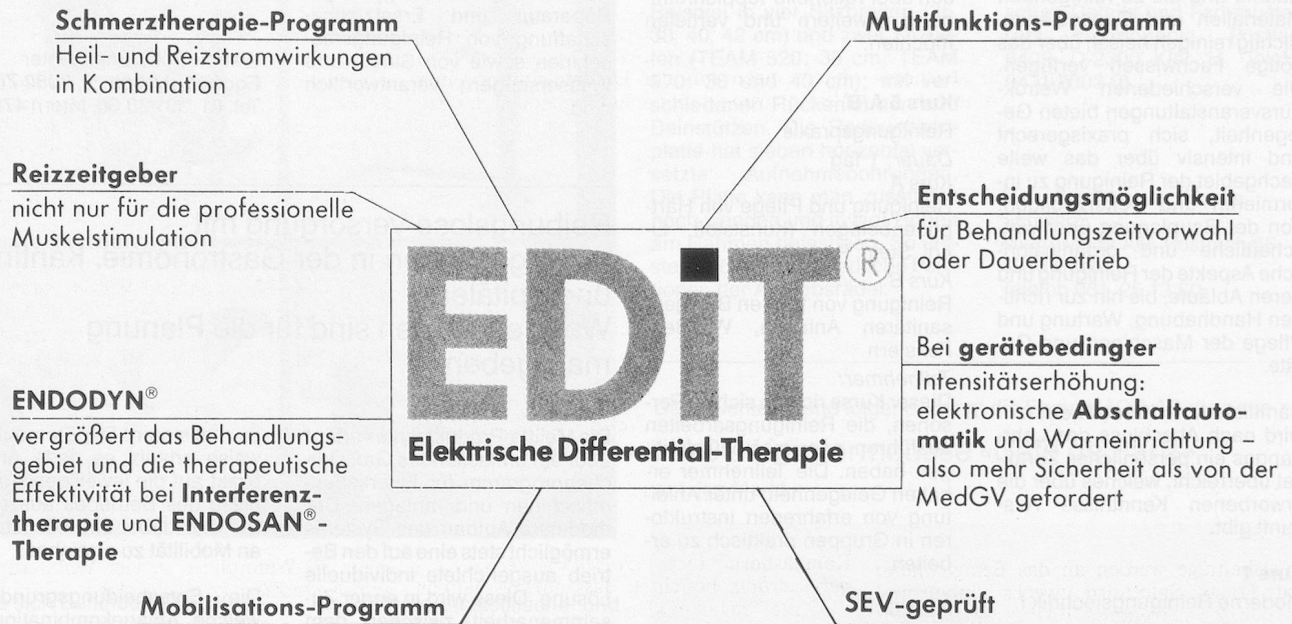 Schmerztherapie-Programm
Heil- und Reizstromwirkungen
in Kombination
Multifunktions-Programm
Reizzeitgeber
nicht nur für die professionelle
Muskelstimulation
Entscheidungsmöglichkeit
für Behandlungszeitvorwahl
oder Dauerbetrieb
EDiT®
Elektrische Differential-Therapie
Bei gerätebedingter
Intensitätserhöhung:
elektronische Abschaltauto-
matik und Warneinrichtung –
also mehr Sicherheit als von der
MedGV gefordert
ENDODYN®
vergrößert das Behandlungs-
gebiet und die therapeutische
Effektivität bei Interferenz-
therapie und ENDOSAN®-
Therapie
Mobilisations-Programm
SEV-geprüft